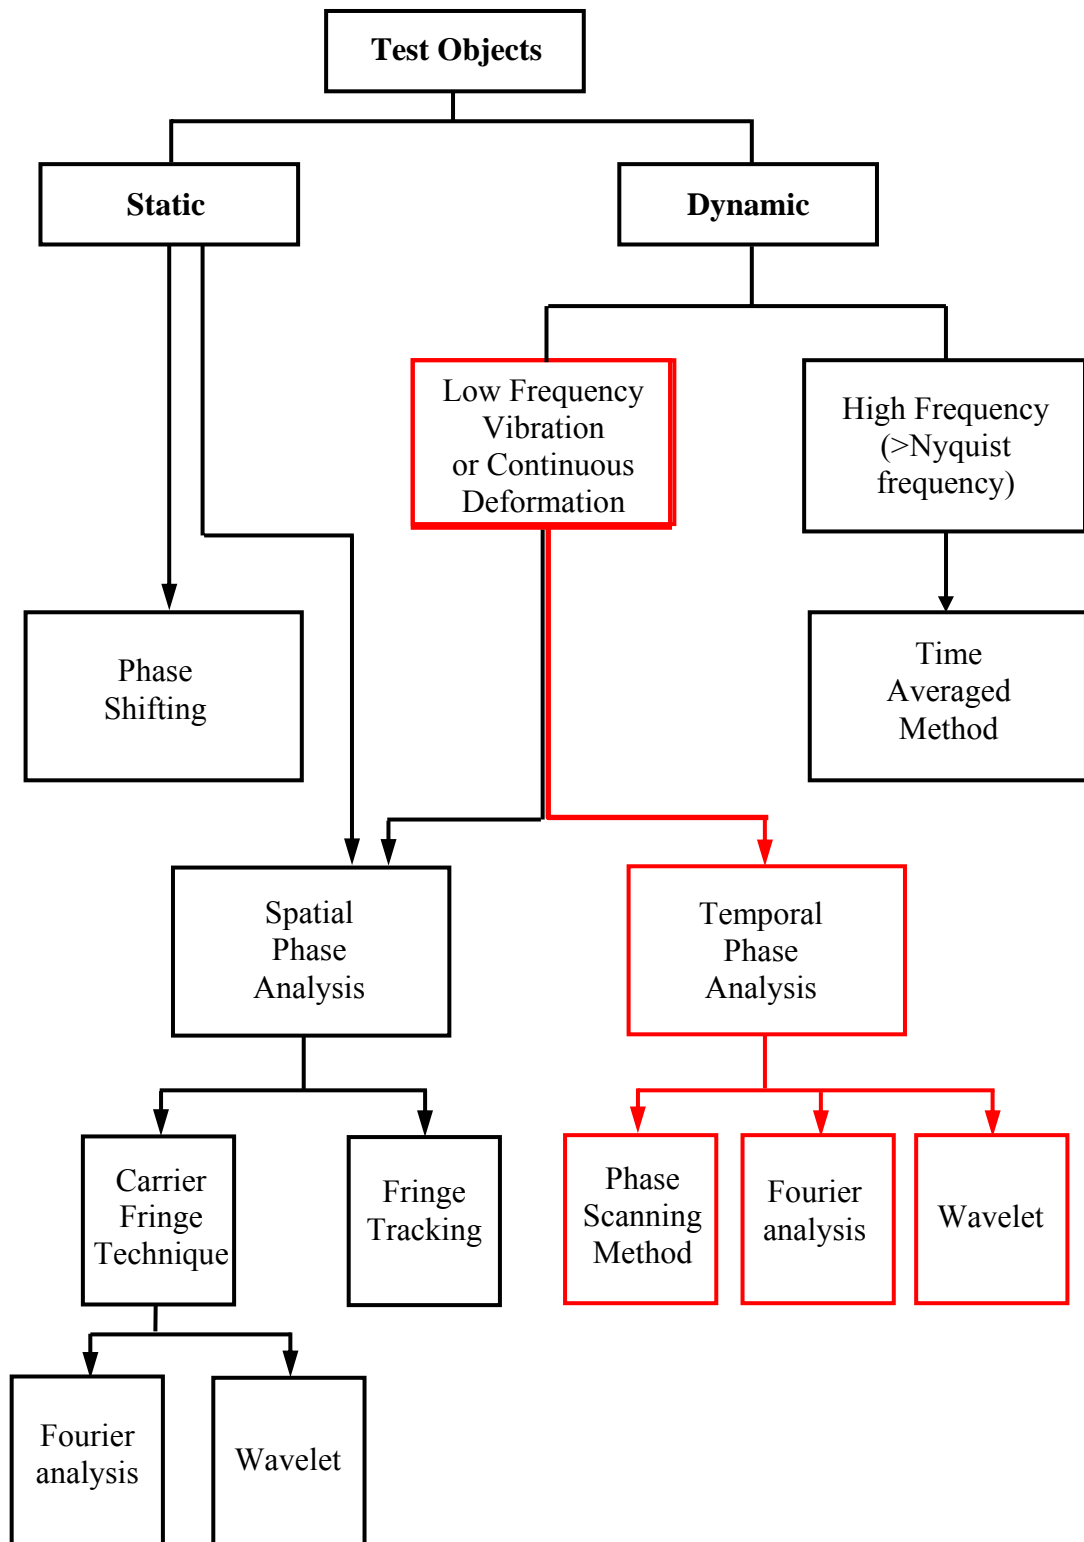 Test Objects
Static
Dynamic
Low Frequency
Vibration
or Continuous
Deformation
High Frequency
(>Nyquist
frequency)
Phase
Shifting
Time
Averaged
Method
Spatial
Phase
Analysis
Temporal
Phase
Analysis
Carrier
Fringe
Technique
Fringe
Tracking
Phase
Scanning
Method
Fourier
analysis
Wavelet
Fourier
analysis
Wavelet